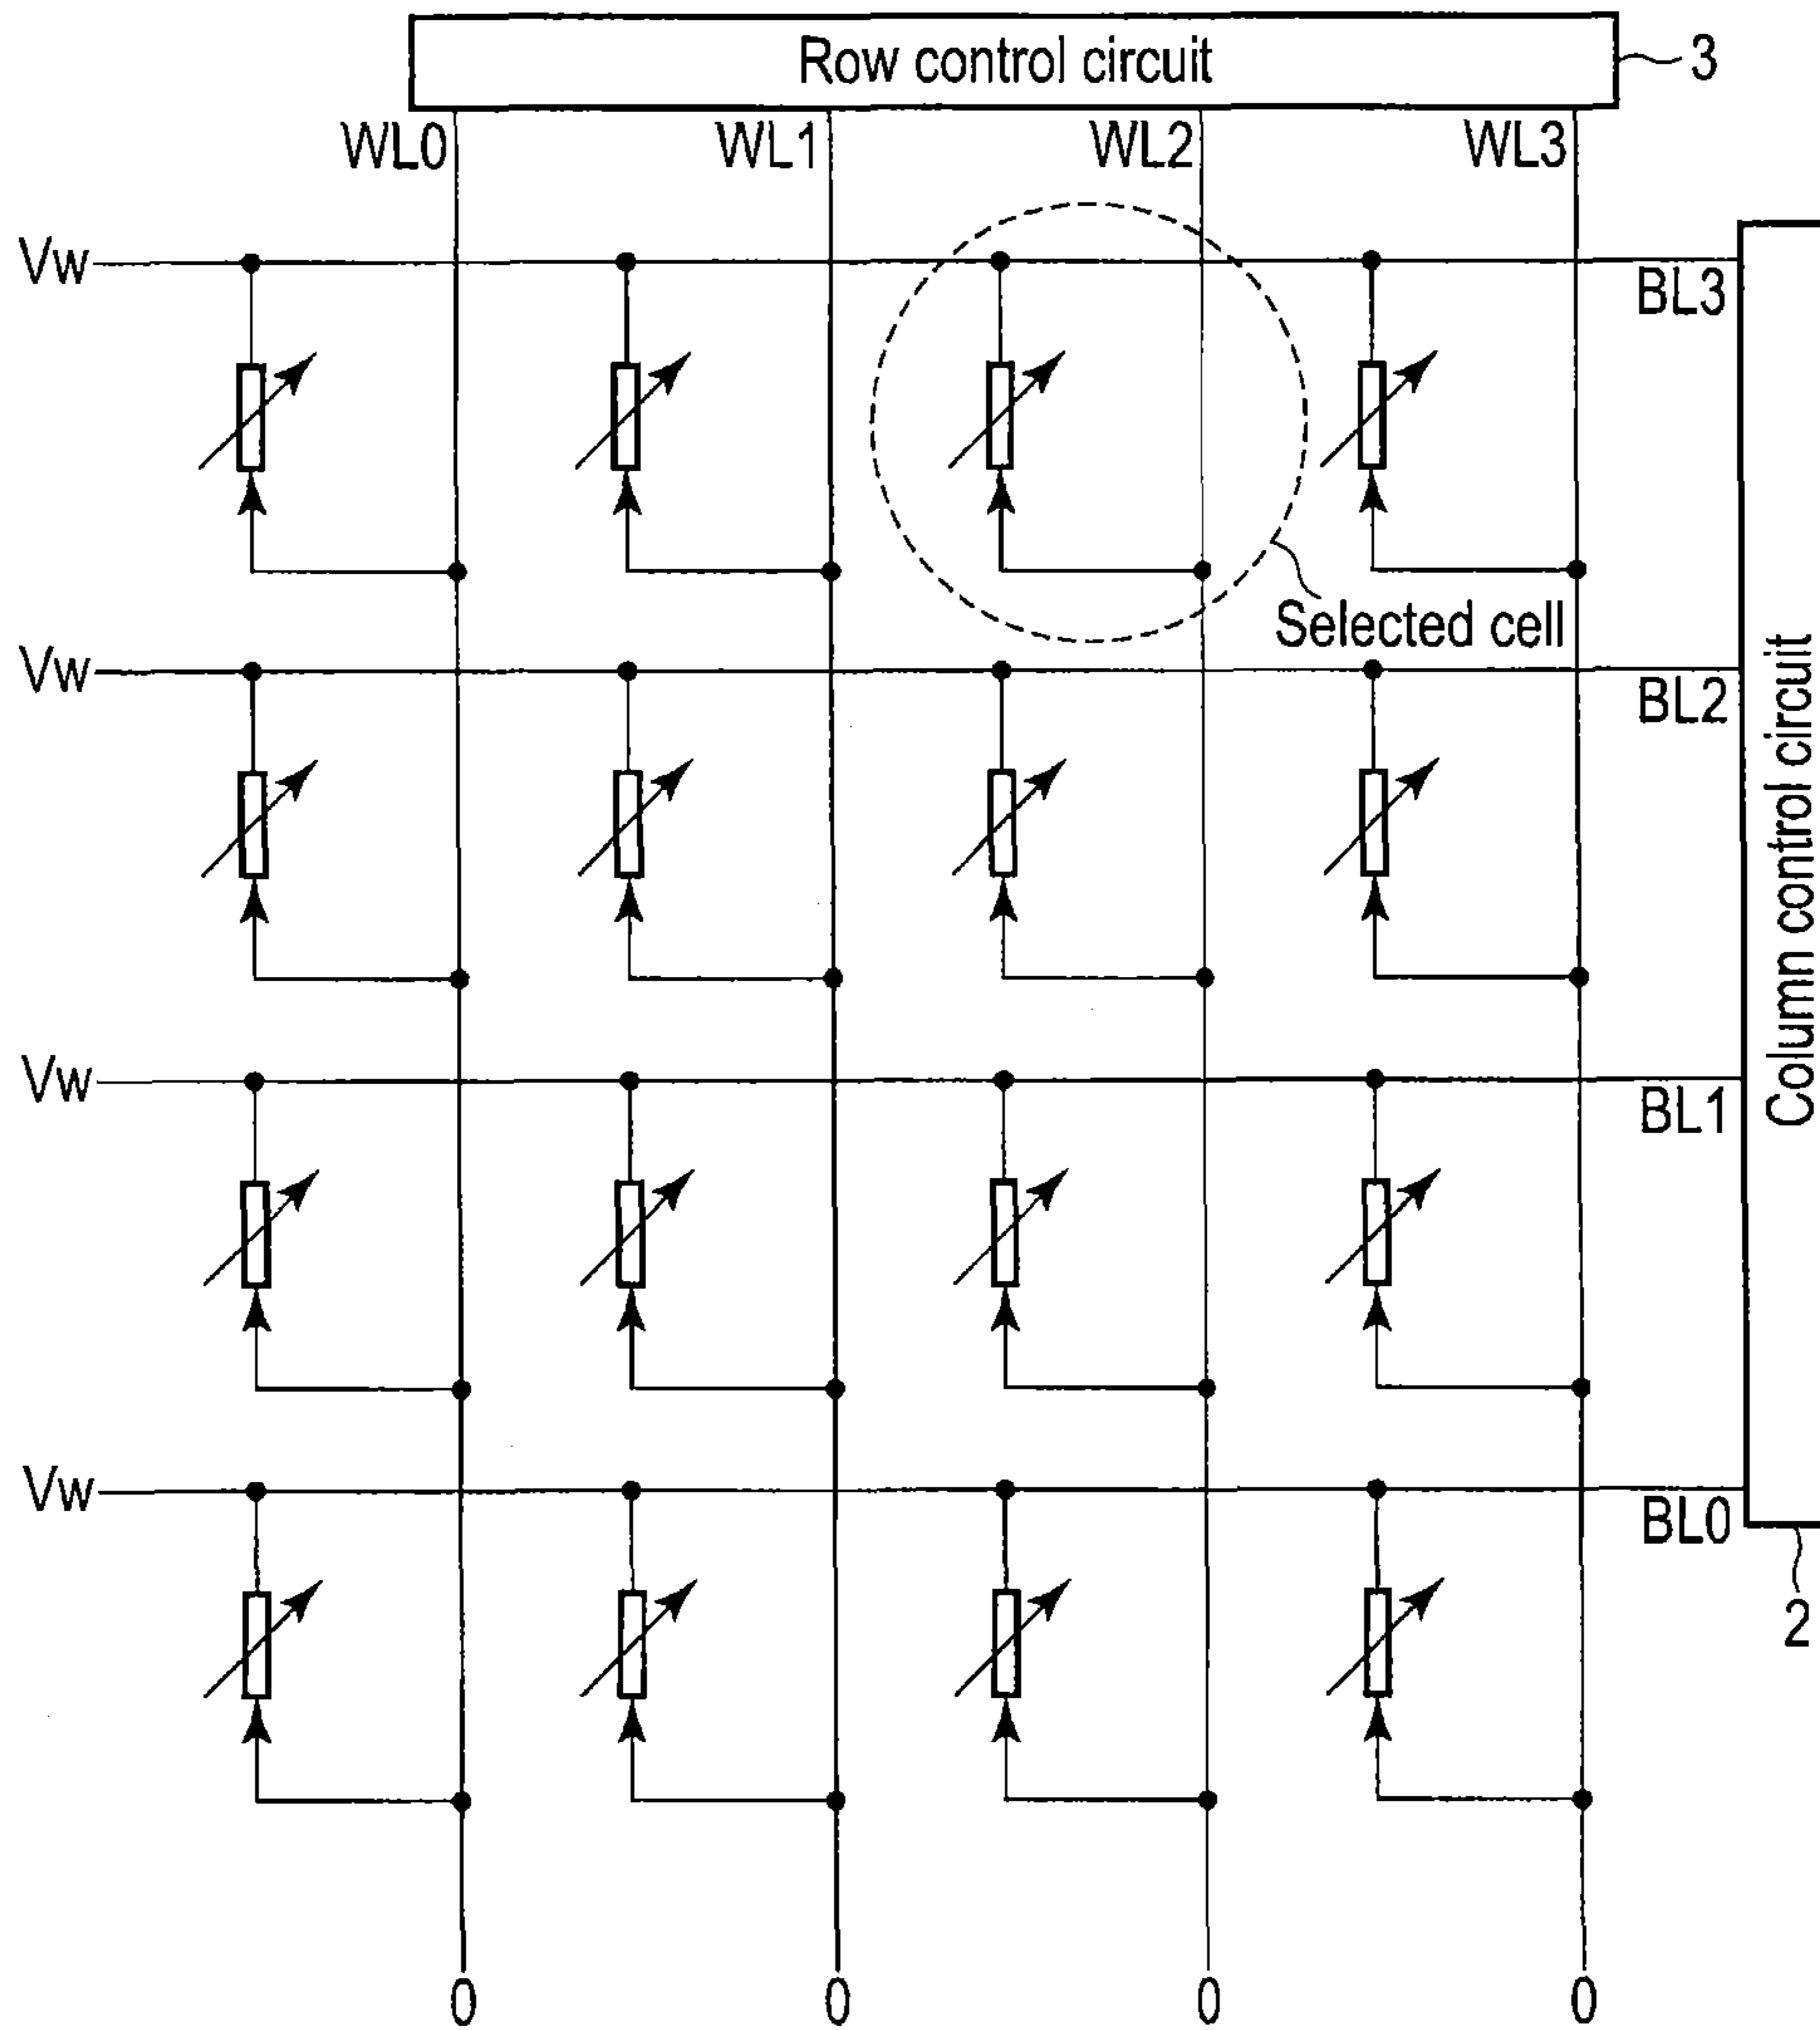 Row control circuit
3
WL0 WL1 WL2 WL3
Vw
BL3
Selected cell
Vw
BL2
Column control circuit
Vw
BL1
Vw
BL0
2
0 0 0 0